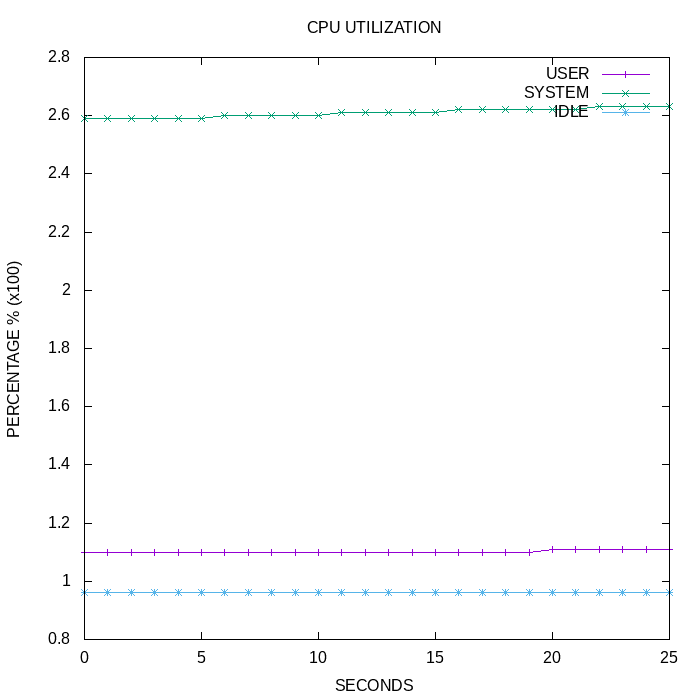 CPU UTILIZATION
2.8
2.6
2.4
2.2
2
1.8
1.6
1.4
1.2
1
0.8
PERCENTAGE % (x100)
USER
SYSTEM
IDLE
0 5 10 15 20 25
SECONDS